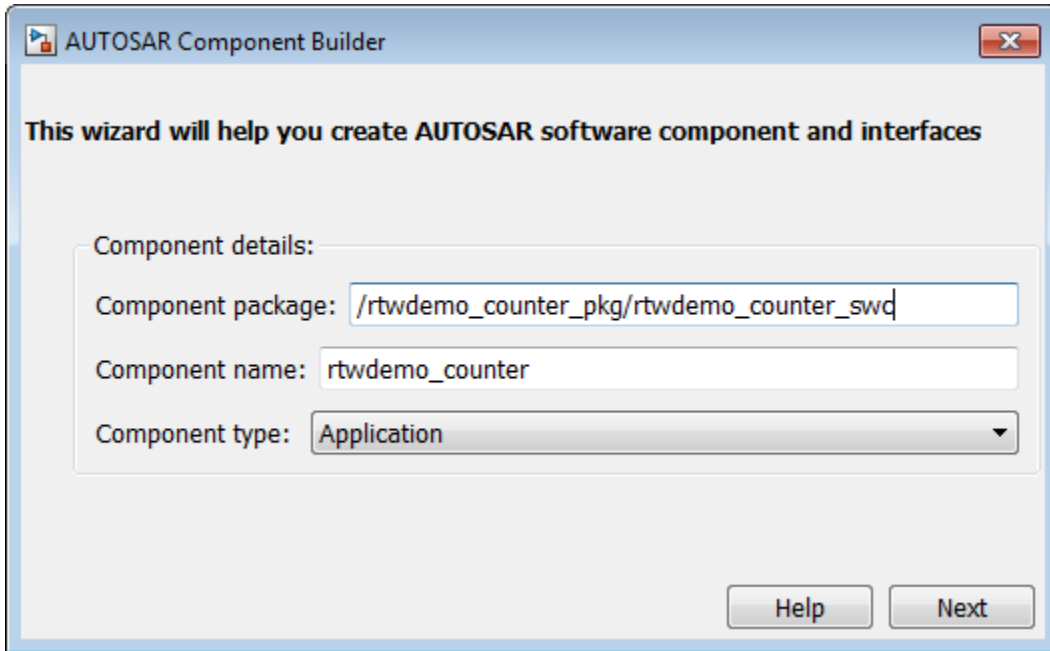 AUTOSAR Component Builder
This wizard will help you create AUTOSAR software component and interfaces
Component details:
Component package: /rtwdemo_counter_pkg/rtwdemo_counter_swc
Component name: rtwdemo_counter
Component type: Application
Help Next